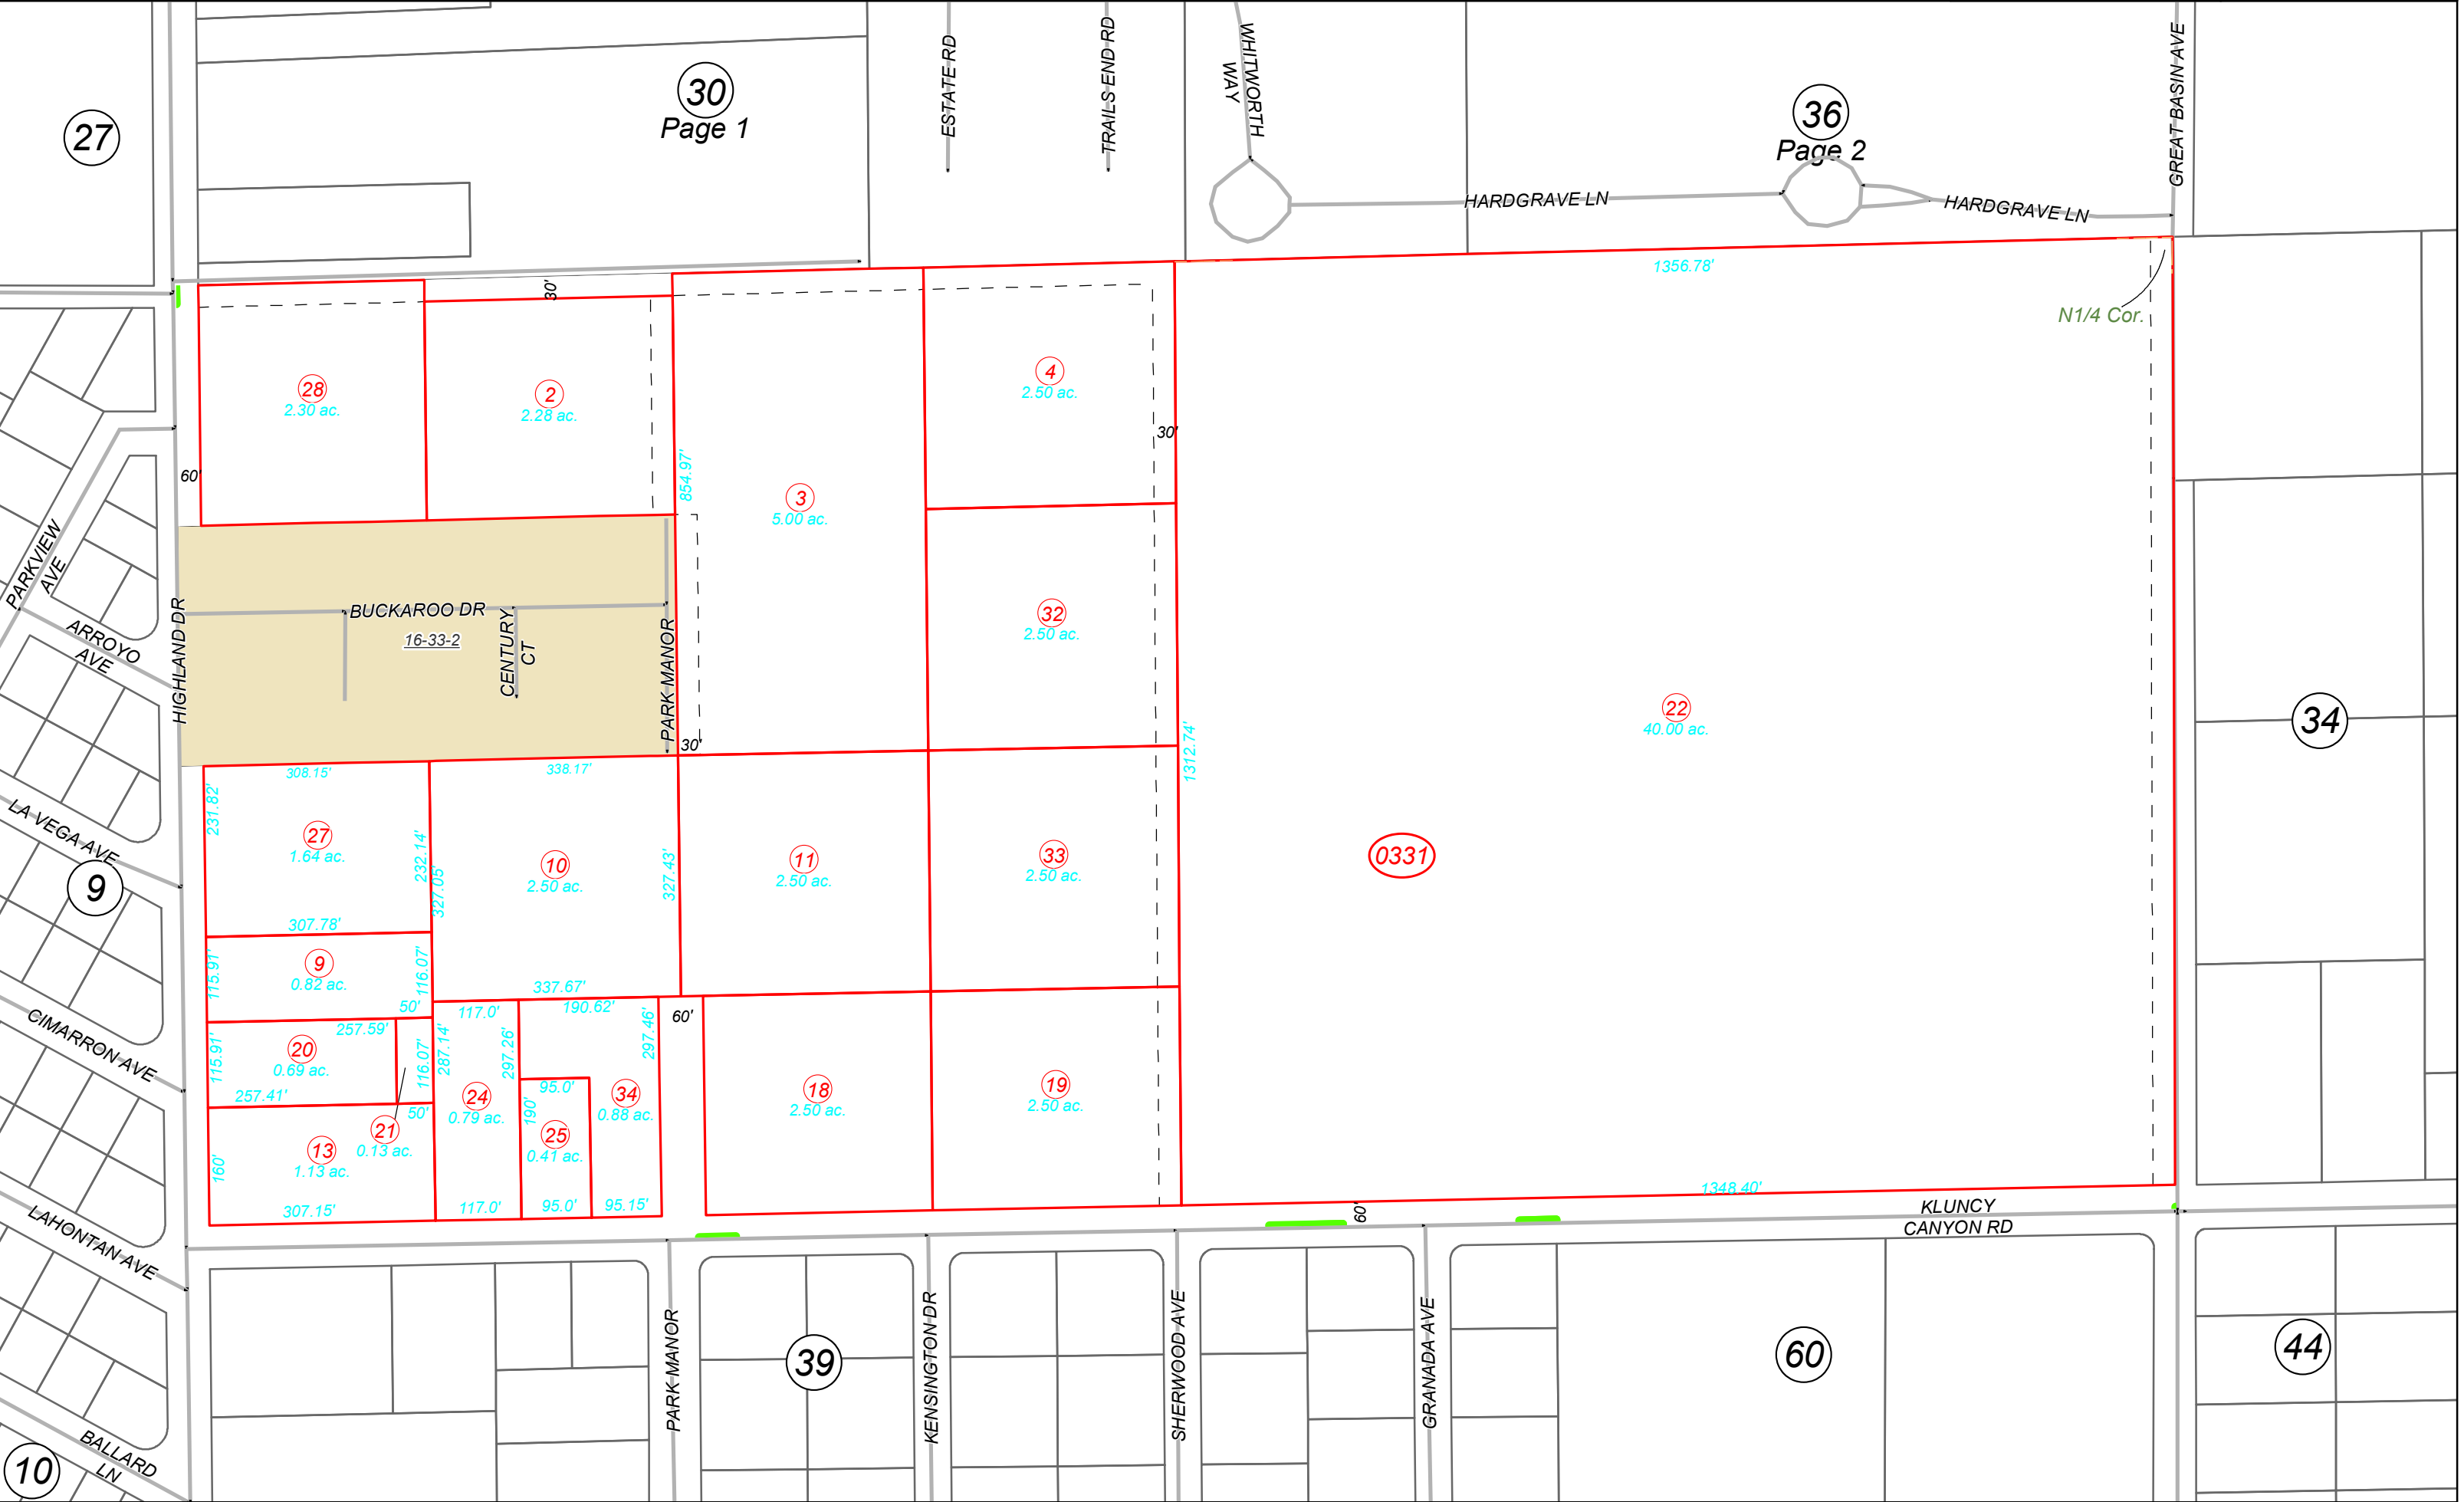 27
30
Page 1
ESTATE RD
TRAILS END RD
WHITWORTH
WAY
36
Page 2
GREAT BASIN AVE
HARDGRAVE LN
HARDGRAVE LN
1356.78'
N1/4 Cor.
30'
28
2.30 ac.
2
2.28 ac.
4
2.50 ac.
30'
60'
854.97'
3
5.00 ac.
PARKVIEW
AVE
ARROYO
AVE
HIGHLAND DR
BUCKAROO DR
16-33-2
CENTURY
CT
PARK MANOR
30'
32
2.50 ac.
1312.74'
22
40.00 ac.
34
0331
308.15'
338.17'
231.82'
27
1.64 ac.
232.14'
327.05'
10
2.50 ac.
327.43'
11
2.50 ac.
33
2.50 ac.
LA VEGA AVE
9
307.78'
115.91'
9
0.82 ac.
116.07'
50'
337.67'
CIMARRON AVE
257.59'
115.91'
20
0.69 ac.
116.07'
257.41'
50'
117.0'
190.62'
287.14'
297.26'
297.46'
60'
24
0.79 ac.
95.0'
190'
25
0.41 ac.
34
0.88 ac.
18
2.50 ac.
19
2.50 ac.
21
0.13 ac.
13
1.13 ac.
160'
307.15'
117.0'
95.0'
95.15'
1348.40'
60'
KLUNCY
CANYON RD
LAHONTAN AVE
BALLARD
LN
10
PARK MANOR
39
KENSINGTON DR
SHERWOOD AVE
GRANADA AVE
60
44